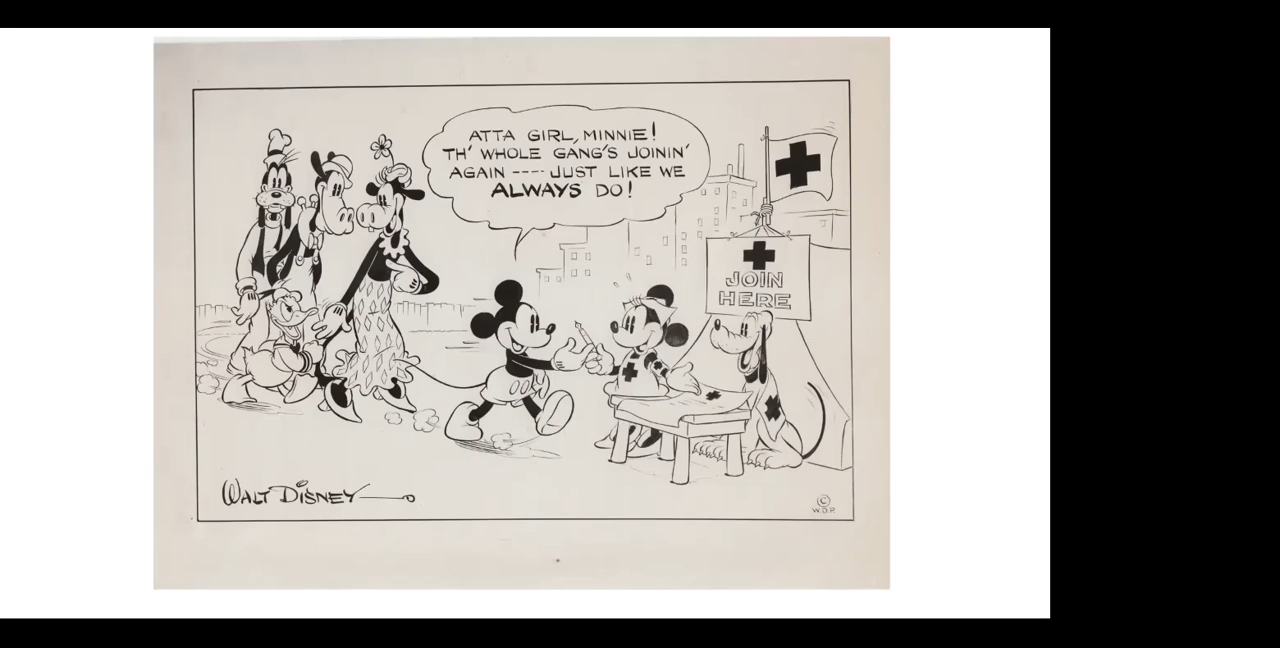 ATTA GIRL, MINNIE!
TH' WHOLE GANG'S JOININ'
AGAIN ---- JUST LIKE WE
ALWAYS DO!
JOIN
HERE
WALT DISNEY
©
W.D.P.